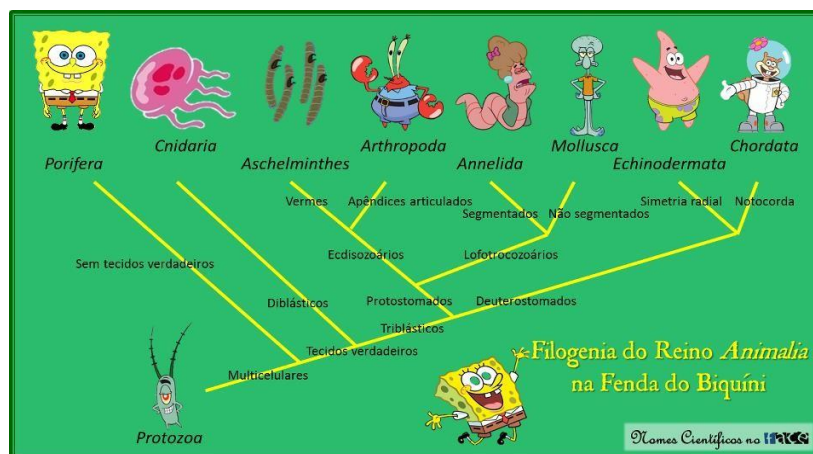 Porifera
Cnidaria
Aschelminthes
Arthropoda
Annelida
Mollusca
Echinodermata
Chordata
Vermes
Apêndices articulados
Segmentados
Não segmentados
Simetria radial
Notocorda
Sem tecidos verdadeiros
Ecdisozoários
Lofotrocozoários
Diblásticos
Protostomados
Deuterostomados
Triblásticos
Tecidos verdadeiros
Multicelulares
Protozoa
Filogenia do Reino Animalia
na Fenda do Biquíni
Nomes Científicos no